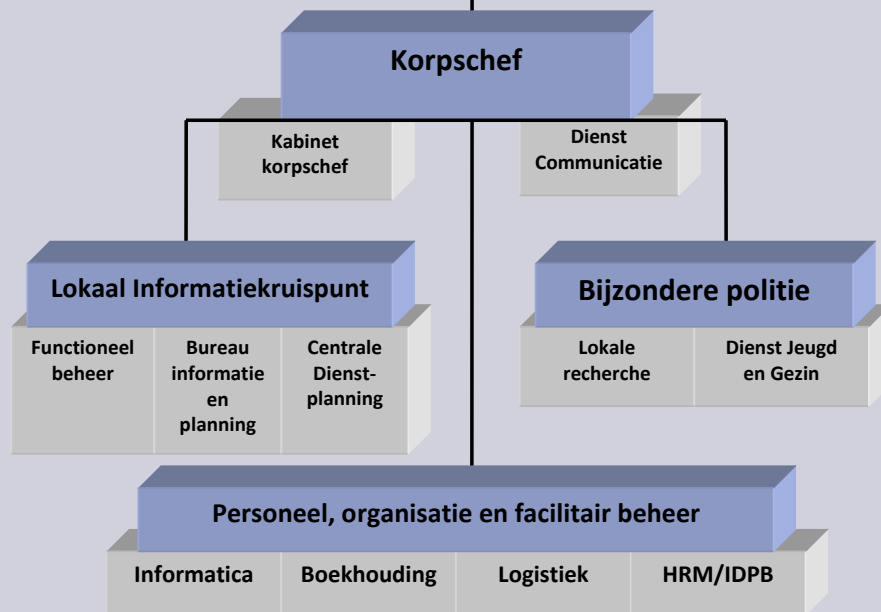 Korpschef
Kabinet
korpschef
Dienst
Communicatie
Lokaal Informatiekruispunt
Functioneel
beheer
Bureau
informatie
en
planning
Centrale
Dienst-
planning
Bijzondere politie
Lokale
recherche
Dienst Jeugd
en Gezin
Personeel, organisatie en facilitair beheer
Informatica
Boekhouding
Logistiek
HRM/IDPB